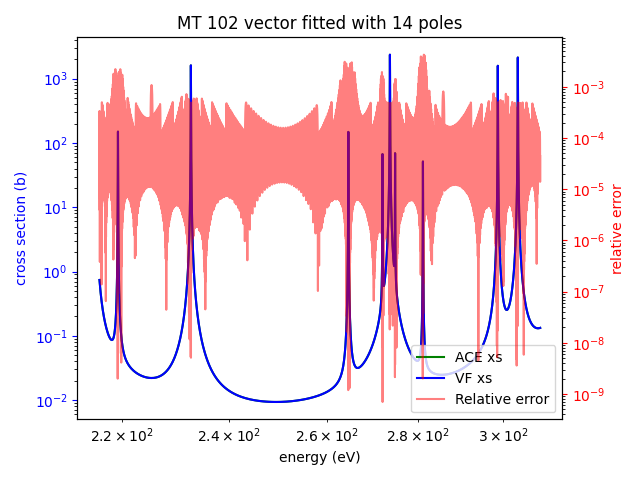 MT 102 vector fitted with 14 poles
cross section (b)
10³
10²
10¹
10⁰
10⁻¹
10⁻²
10⁻³
10⁻⁴
10⁻⁵
10⁻⁶
10⁻⁷
10⁻⁸
10⁻⁹
relative error
ACE xs
VF xs
Relative error
2.2 × 10² 2.4 × 10² 2.6 × 10² 2.8 × 10² 3 × 10²
energy (eV)